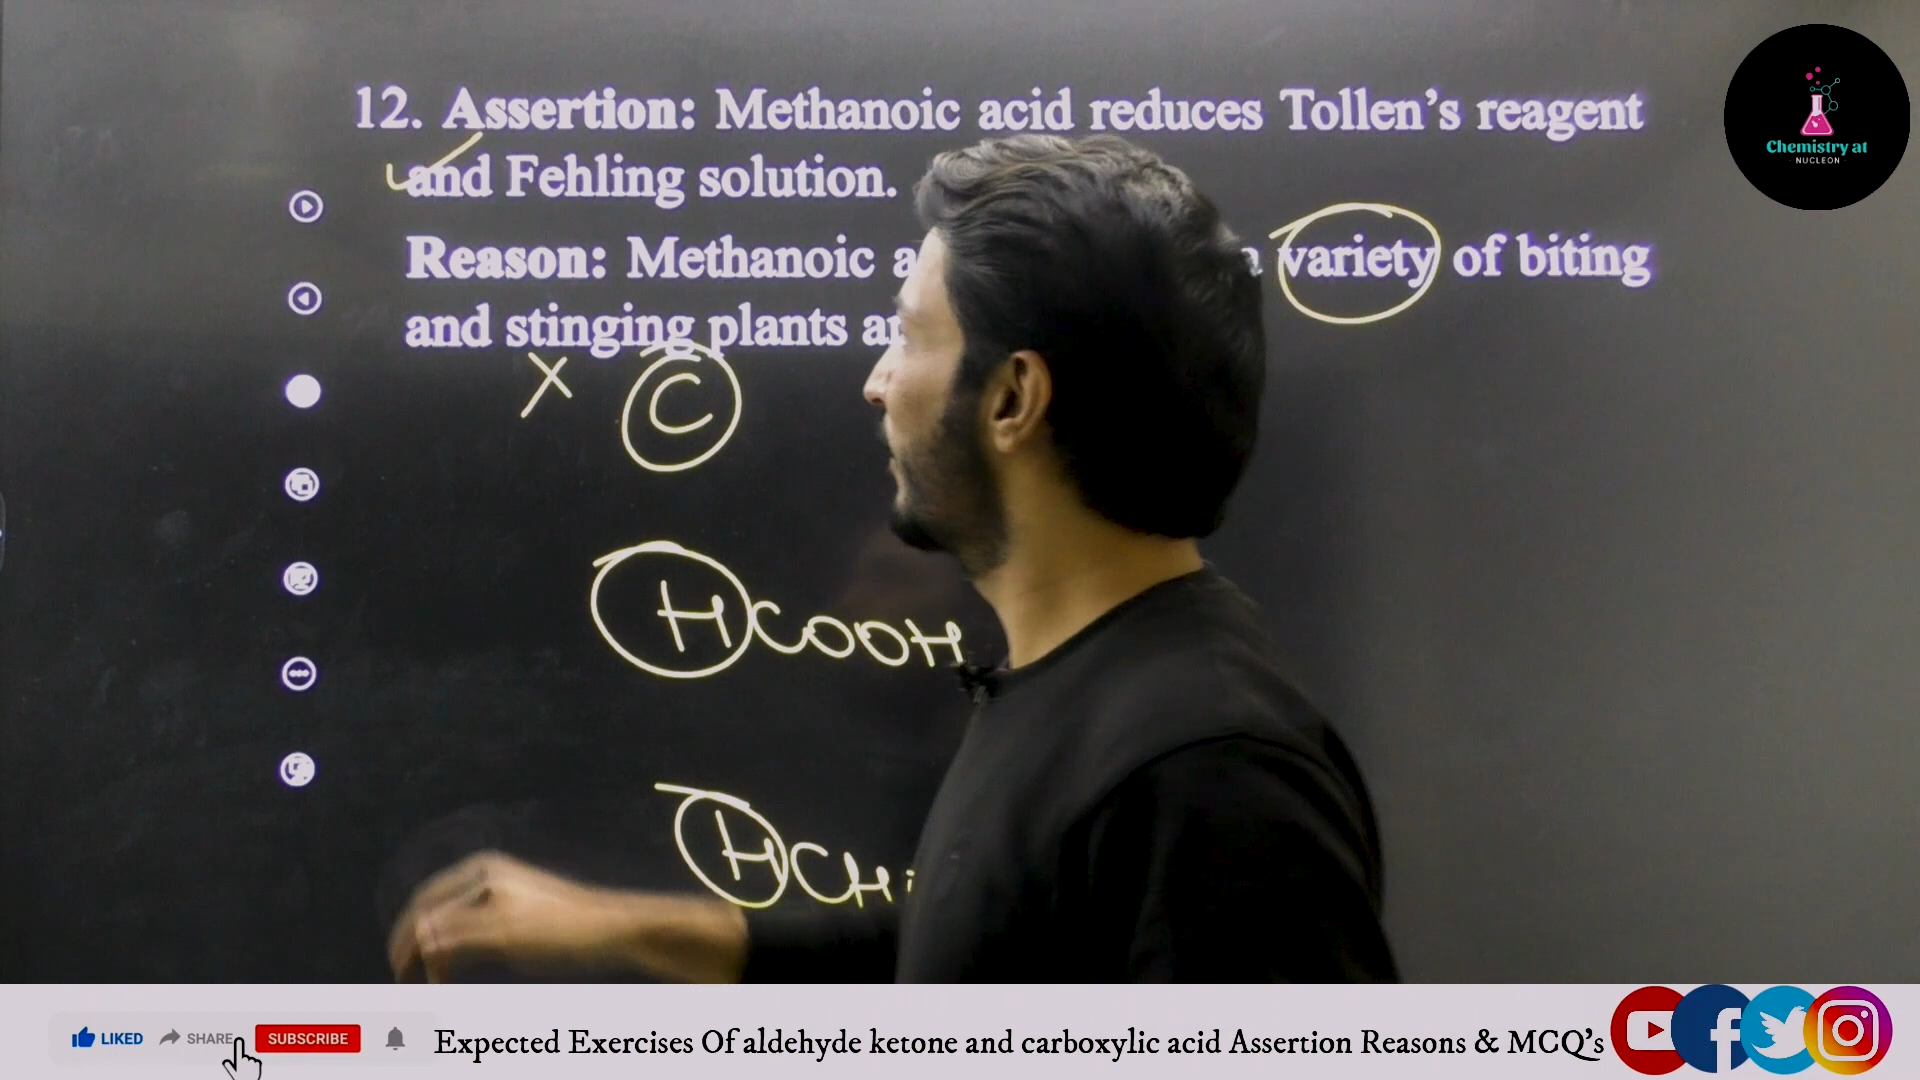 12. Assertion: Methanoic acid reduces Tollen's reagent
and Fehling solution.
Reason: Methanoic variety of biting
and stinging plants
X C
HCOOH
HCH
Chemistry at
NUCLEON
LIKED SHARE SUBSCRIBE Expected Exercises Of aldehyde ketone and carboxylic acid Assertion Reasons & MCQ's